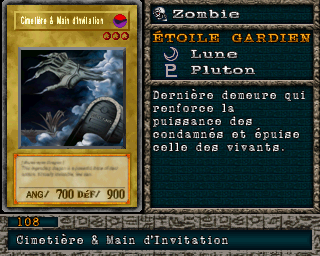 Cimetière & Main d'Invitation
Zombie
ÉTOILE GARDIEN
Lune
Pluton
Dernière demeure qui
renforce la
puissance des
condamnés et épuise
celle des vivants.
ANG/ 700 DÉF/ 900
108
Cimetière & Main d'Invitation